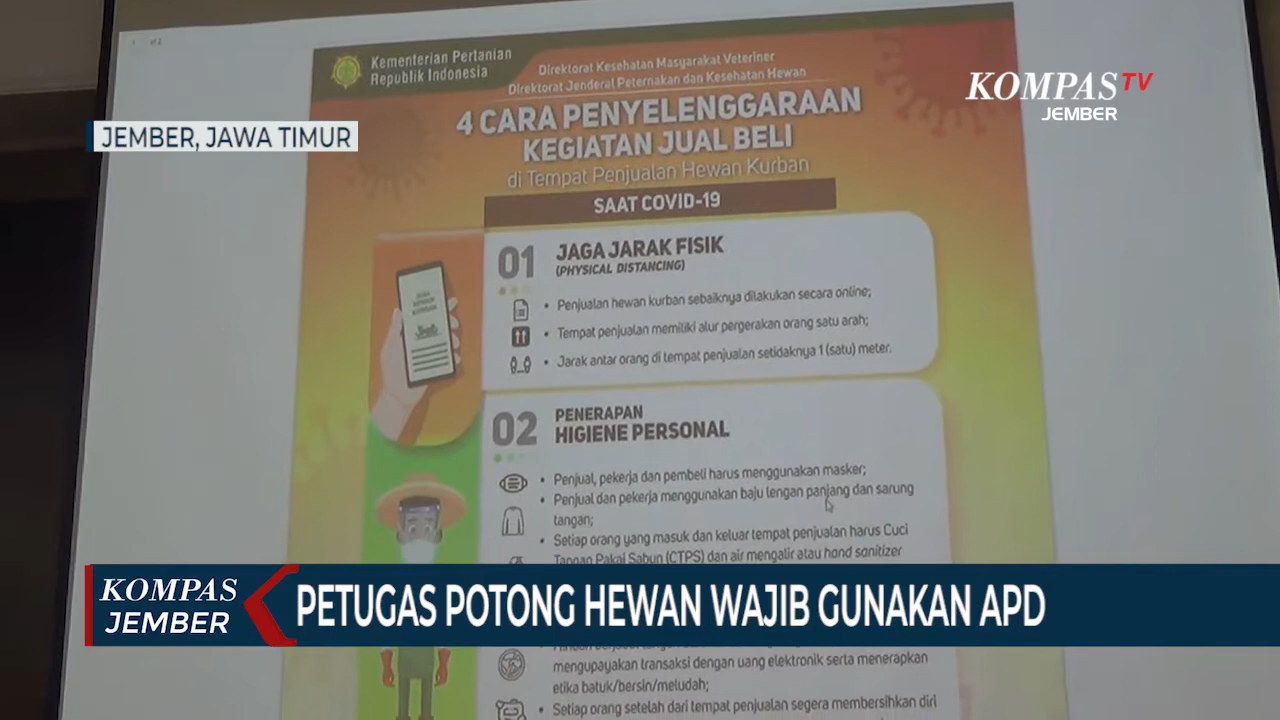 Kementerian Pertanian
Republik Indonesia
Direktorat Kesehatan Masyarakat Veteriner
Direktorat Jenderal Peternakan dan Kesehatan Hewan
KOMPAS TV
JEMBER
JEMBER, JAWA TIMUR
4 CARA PENYELENGGARAAN
KEGIATAN JUAL BELI
di Tempat Penjualan Hewan Kurban
SAAT COVID-19
01 JAGA JARAK FISIK
(PHYSICAL DISTANCING)
• Penjualan hewan kurban sebaiknya dilakukan secara online;
• Tempat penjualan memiliki alur pergerakan orang satu arah;
• Jarak antar orang di tempat penjualan setidaknya 1 (satu) meter.
02 PENERAPAN
HIGIENE PERSONAL
• Penjual, pekerja dan pembeli harus menggunakan masker;
• Penjual dan pekerja menggunakan baju lengan panjang dan sarung
tangan;
• Setiap orang yang masuk dan keluar tempat penjualan harus Cuci
Tangan Pakai Sabun (CTPS) dan air mengalir atau hand sanitizer
KOMPAS
JEMBER
PETUGAS POTONG HEWAN WAJIB GUNAKAN APD
mengupayakan transaksi dengan uang elektronik serta menerapkan
etika batuk/bersin/meludah;
• Setiap orang setelah dari tempat penjualan segera membersihkan diri